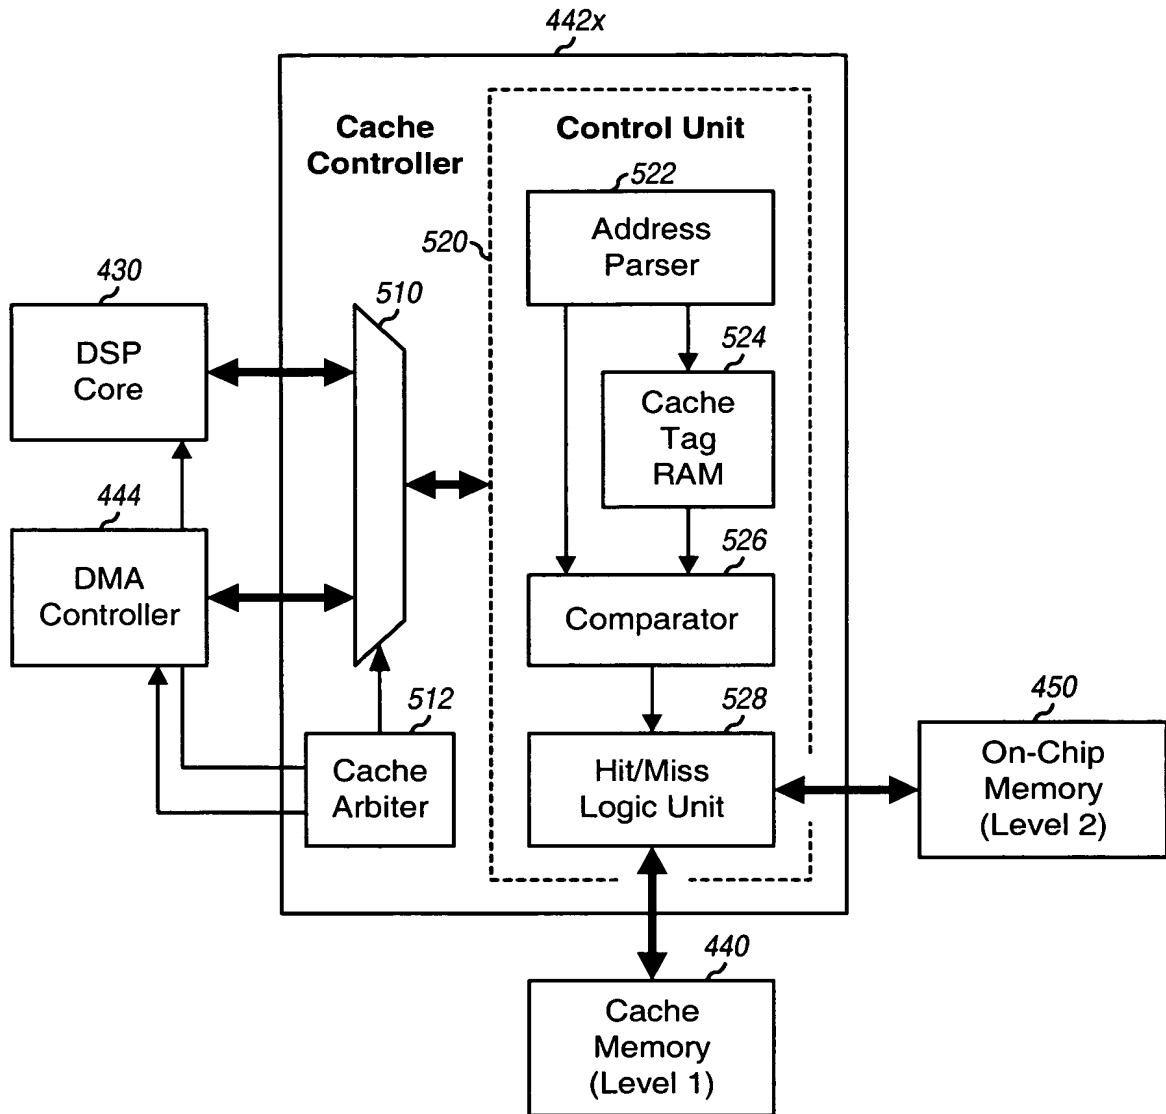 442x
Cache
Controller
Control Unit
522
Address
Parser
520
430
DSP
Core
510
524
Cache
Tag
RAM
444
DMA
Controller
526
Comparator
512
Cache
Arbiter
528
Hit/Miss
Logic Unit
450
On-Chip
Memory
(Level 2)
440
Cache
Memory
(Level 1)